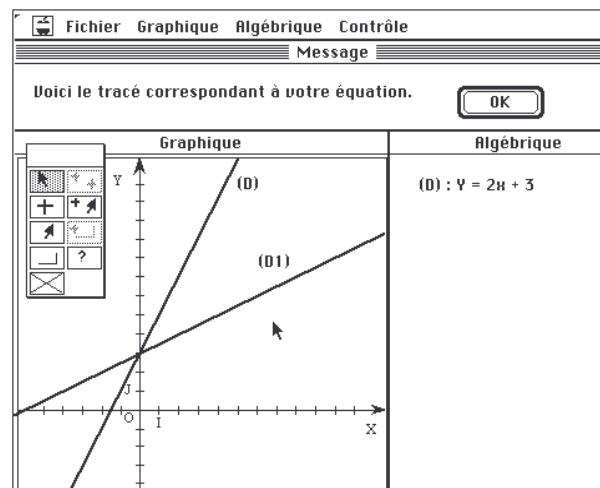 Fichier Graphique Algébrique Contrôle
Message
Voici le tracé correspondant à votre équation.
OK
Graphique
Algébrique
Y
(D)
(D) : Y = 2x + 3
?
(D1)
J
O
I
X